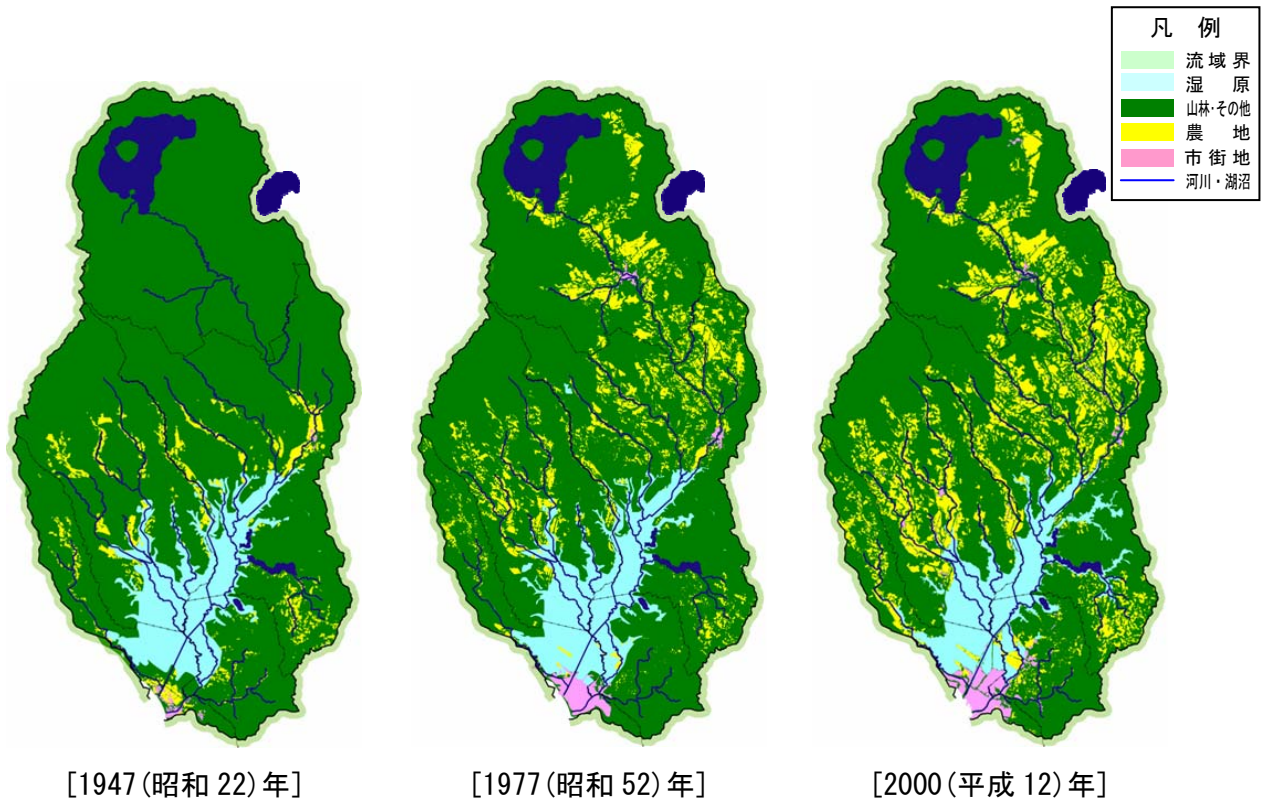 凡 例
流域界
湿 原
山林・その他
農 地
市街地
河川・湖沼
[1947(昭和 22)年]
[1977(昭和 52)年]
[2000(平成 12)年]